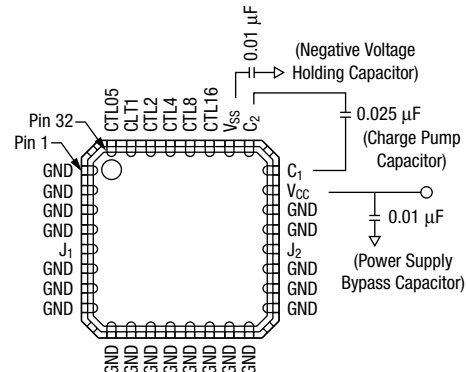 0.01 µF
(Negative Voltage
Holding Capacitor)
CTL05
CLT1
CTL2
CTL4
CTL8
CTL16
VSS
C2
0.025 µF
(Charge Pump
Capacitor)
Pin 32
Pin 1
GND
GND
GND
GND
J1
GND
GND
GND
C1
VCC
GND
GND
J2
GND
GND
GND
0.01 µF
(Power Supply
Bypass Capacitor)
GND
GND
GND
GND
GND
GND
GND
GND